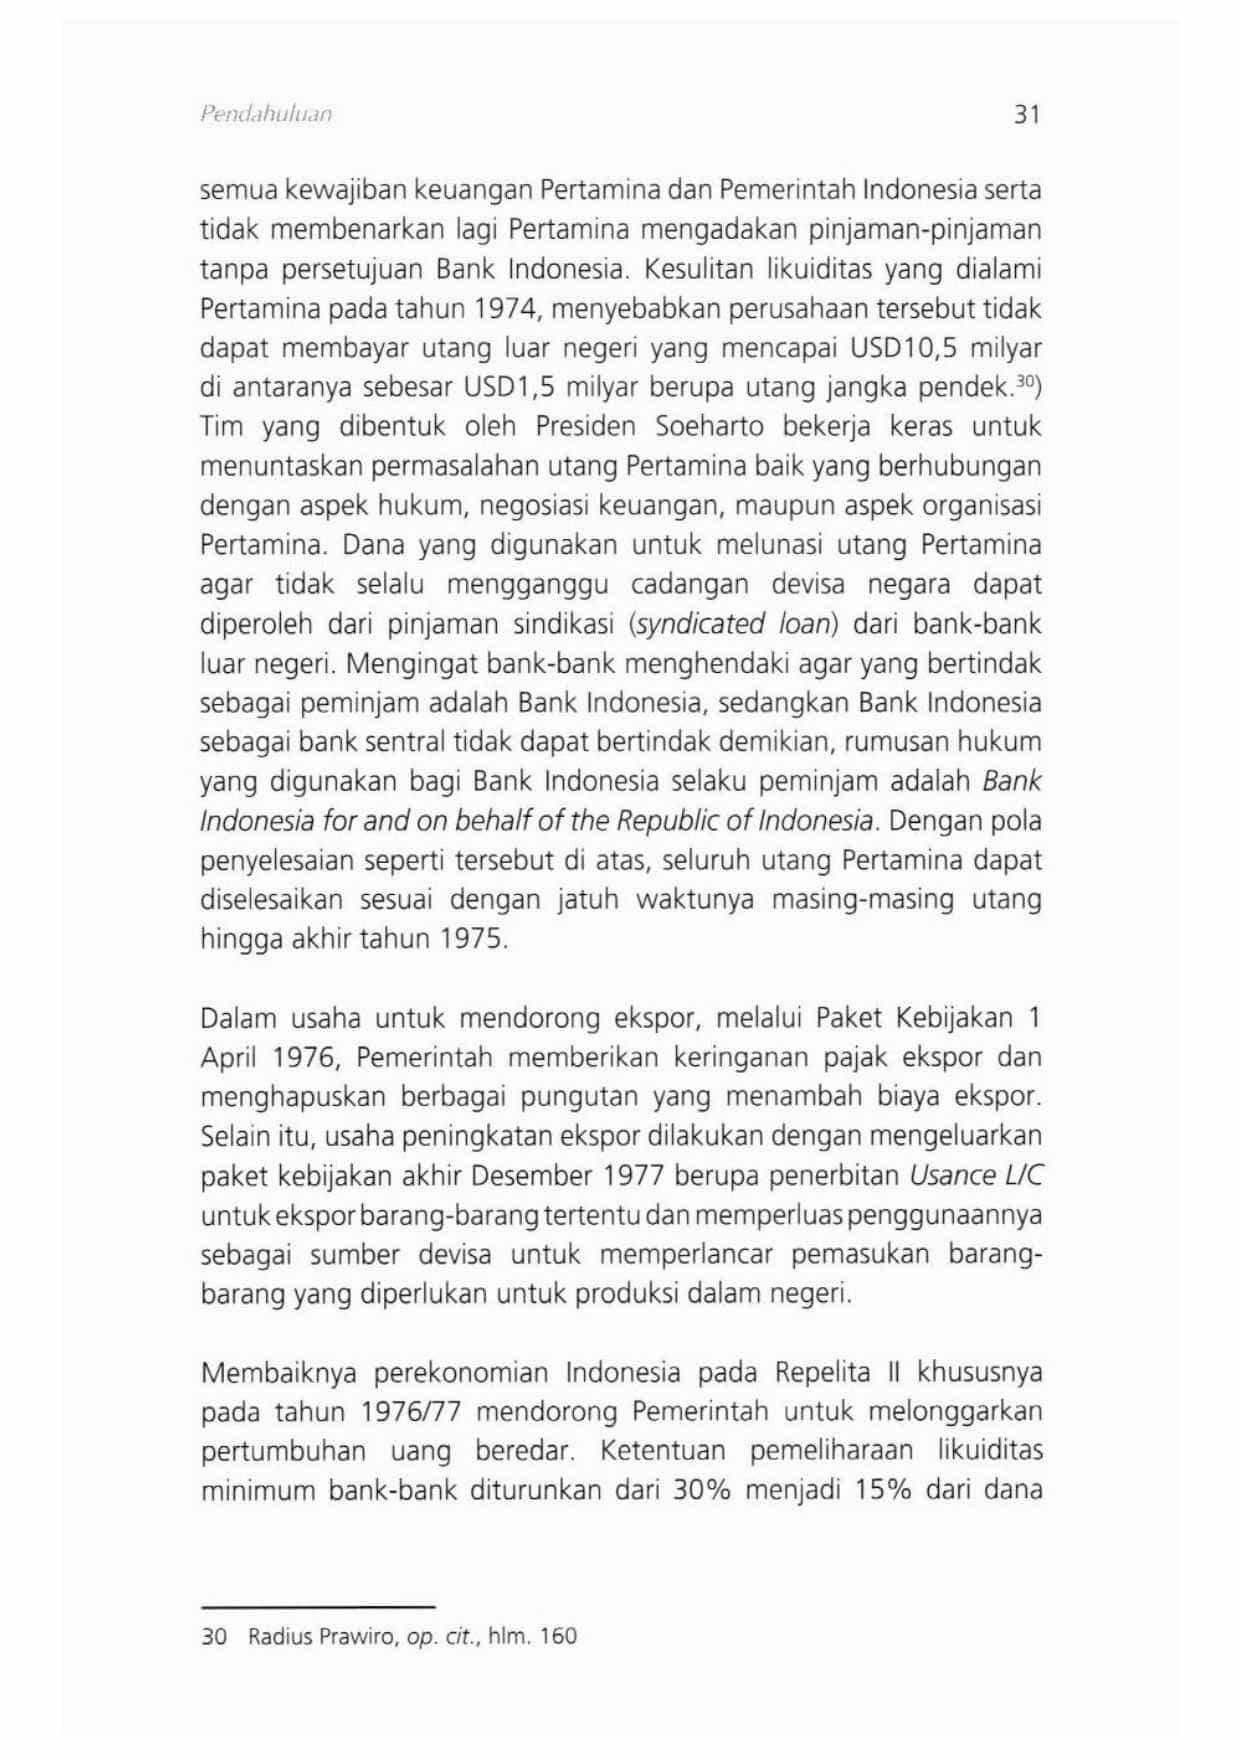 Pendahuluan 31
semua kewajiban keuangan Pertamina dan Pemerintah Indonesia serta
tidak membenarkan lagi Pertamina mengadakan pinjaman-pinjaman
tanpa persetujuan Bank Indonesia. Kesulitan likuiditas yang dialami
Pertamina pada tahun 1974, menyebabkan perusahaan tersebut tidak
dapat membayar utang luar negeri yang mencapai USD10,5 milyar
di antaranya sebesar USD1,5 milyar berupa utang jangka pendek.³⁰)
Tim yang dibentuk oleh Presiden Soeharto bekerja keras untuk
menuntaskan permasalahan utang Pertamina baik yang berhubungan
dengan aspek hukum, negosiasi keuangan, maupun aspek organisasi
Pertamina. Dana yang digunakan untuk melunasi utang Pertamina
agar tidak selalu mengganggu cadangan devisa negara dapat
diperoleh dari pinjaman sindikasi (syndicated loan) dari bank-bank
luar negeri. Mengingat bank-bank menghendaki agar yang bertindak
sebagai peminjam adalah Bank Indonesia, sedangkan Bank Indonesia
sebagai bank sentral tidak dapat bertindak demikian, rumusan hukum
yang digunakan bagi Bank Indonesia selaku peminjam adalah Bank
Indonesia for and on behalf of the Republic of Indonesia. Dengan pola
penyelesaian seperti tersebut di atas, seluruh utang Pertamina dapat
diselesaikan sesuai dengan jatuh waktunya masing-masing utang
hingga akhir tahun 1975.
Dalam usaha untuk mendorong ekspor, melalui Paket Kebijakan 1
April 1976, Pemerintah memberikan keringanan pajak ekspor dan
menghapuskan berbagai pungutan yang menambah biaya ekspor.
Selain itu, usaha peningkatan ekspor dilakukan dengan mengeluarkan
paket kebijakan akhir Desember 1977 berupa penerbitan Usance L/C
untuk ekspor barang-barang tertentu dan memperluas penggunaannya
sebagai sumber devisa untuk memperlancar pemasukan barang-
barang yang diperlukan untuk produksi dalam negeri.
Membaiknya perekonomian Indonesia pada Repelita II khususnya
pada tahun 1976/77 mendorong Pemerintah untuk melonggarkan
pertumbuhan uang beredar. Ketentuan pemeliharaan likuiditas
minimum bank-bank diturunkan dari 30% menjadi 15% dari dana
30 Radius Prawiro, op. cit., hlm. 160